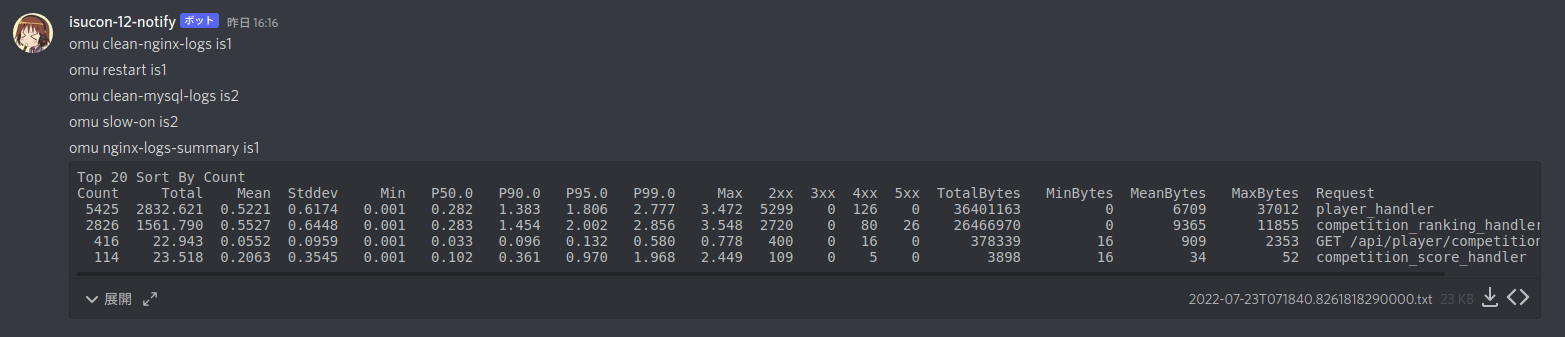 isucon-12-notify ボット 昨日 16:16
omu clean-nginx-logs is1
omu restart is1
omu clean-mysql-logs is2
omu slow-on is2
omu nginx-logs-summary is1
Top 20 Sort By Count
Count Total Mean Stddev Min P50.0 P90.0 P95.0 P99.0 Max 2xx 3xx 4xx 5xx TotalBytes MinBytes MeanBytes MaxBytes Request
5425 2832.621 0.5221 0.6174 0.001 0.282 1.383 1.806 2.777 3.472 5299 0 126 0 36401163 0 6709 37012 player_handler
2826 1561.790 0.5527 0.6448 0.001 0.283 1.454 2.002 2.856 3.548 2720 0 80 26 26466970 0 9365 11855 competition_ranking_handler
416 22.943 0.0552 0.0959 0.001 0.033 0.096 0.132 0.580 0.778 400 0 16 0 378339 16 909 2353 GET /api/player/competition
114 23.518 0.2063 0.3545 0.001 0.102 0.361 0.970 1.968 2.449 109 0 5 0 3898 16 34 52 competition_score_handler
展開 2022-07-23T071840.8261818290000.txt 23 KB